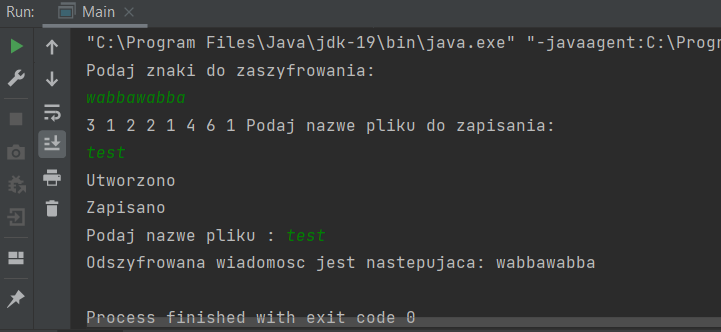 Run: Main
"C:\Program Files\Java\jdk-19\bin\java.exe" "-javaagent:C:\Progr
Podaj znaki do zaszyfrowania:
wabbawabba
3 1 2 2 1 4 6 1 Podaj nazwe pliku do zapisania:
test
Utworzono
Zapisano
Podaj nazwe pliku : test
Odszyfrowana wiadomosc jest nastepujaca: wabbawabba
Process finished with exit code 0